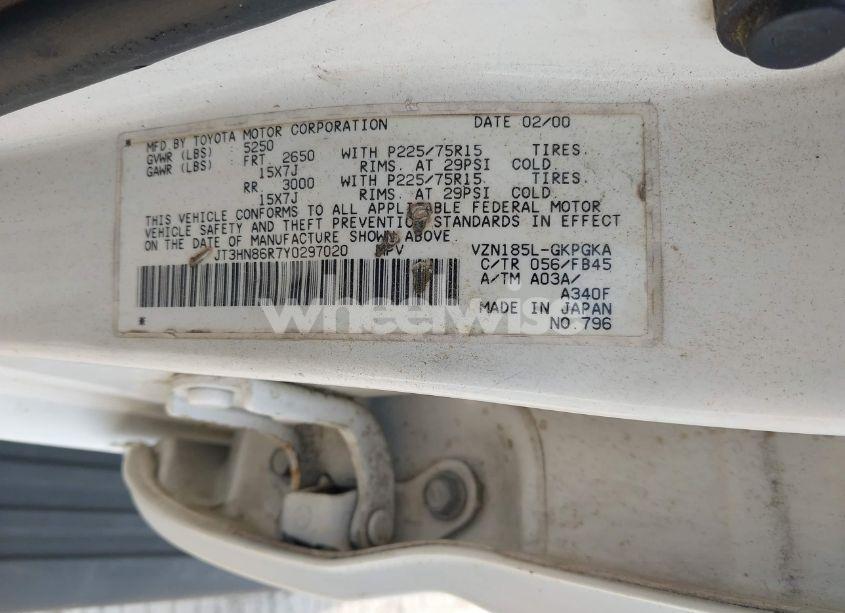 MFD. BY TOYOTA MOTOR CORPORATION DATE 02/00
GVWR (LBS) 5250
GAWR (LBS) FRT. 2650 WITH P225/75R15 TIRES.
15X7J RIMS. AT 29PSI COLD.
RR. 3000 WITH P225/75R15 TIRES.
15X7J RIMS. AT 29PSI COLD.
THIS VEHICLE CONFORMS TO ALL APPLICABLE FEDERAL MOTOR
VEHICLE SAFETY AND THEFT PREVENTION STANDARDS IN EFFECT
ON THE DATE OF MANUFACTURE SHOWN ABOVE.
JT3HN86R7Y0297020 MPV VZN185L-GKPGKA
C/TR 056/FB45
A/TM A03A/
A340F
MADE IN JAPAN
NO.796
wheelwise